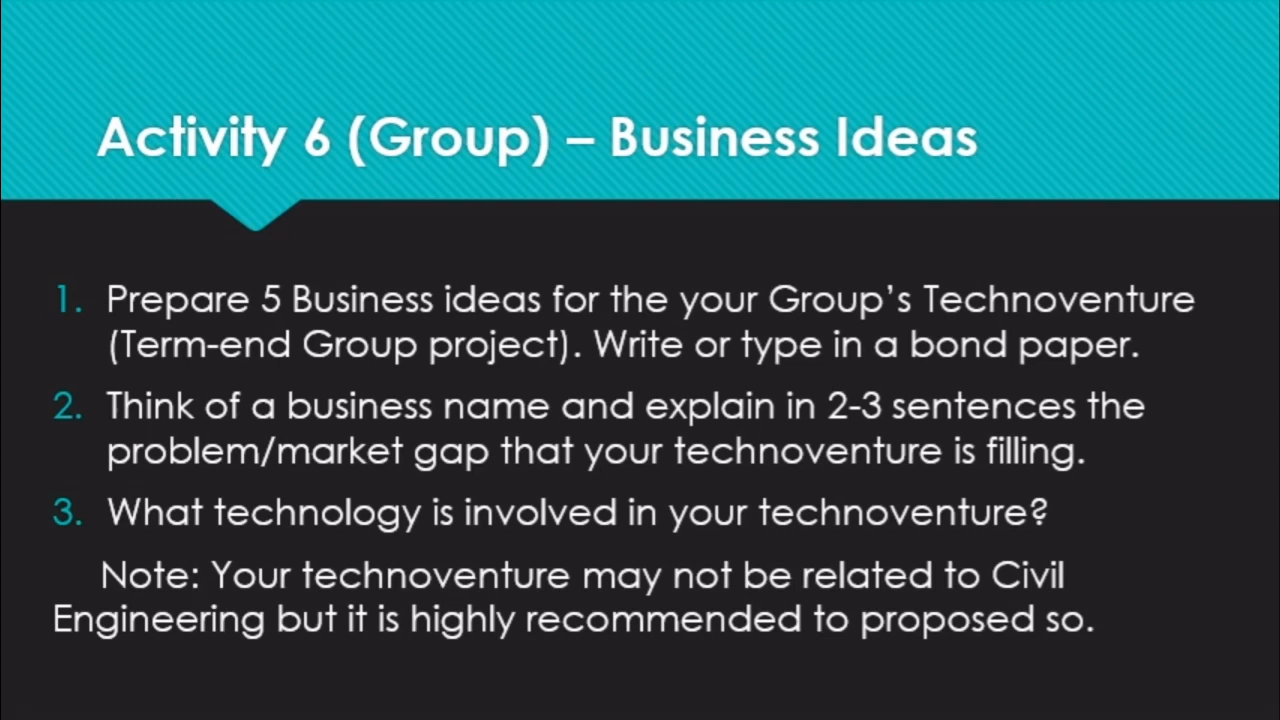 Activity 6 (Group) – Business Ideas
1. Prepare 5 Business ideas for the your Group’s Technoventure
(Term-end Group project). Write or type in a bond paper.
2. Think of a business name and explain in 2-3 sentences the
problem/market gap that your technoventure is filling.
3. What technology is involved in your technoventure?
Note: Your technoventure may not be related to Civil
Engineering but it is highly recommended to proposed so.